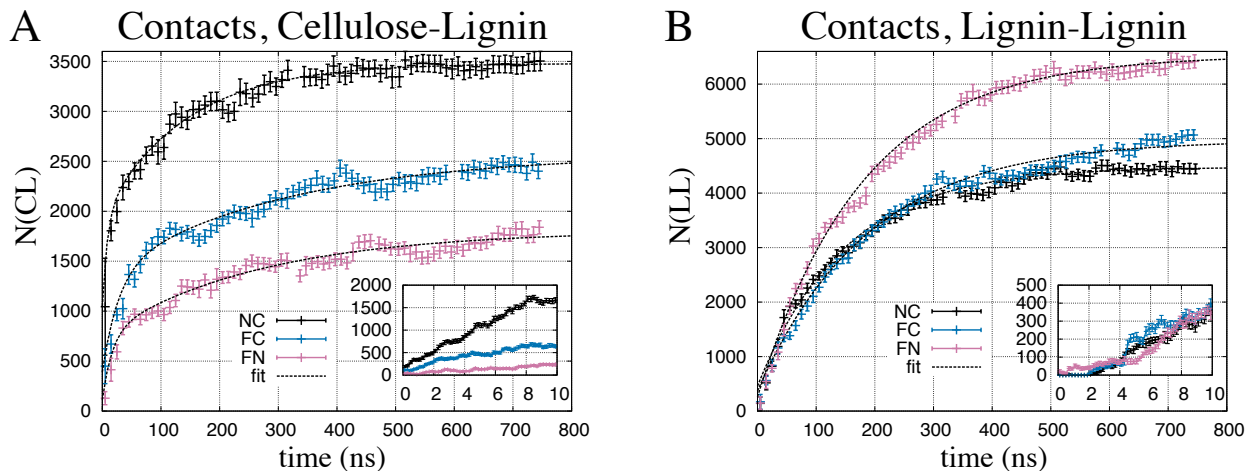 A Contacts, Cellulose-Lignin
N(CL)
3500
3000
2500
2000
1500
1000
500
0
NC
FC
FN
fit
2000
1500
1000
500
0
0 2 4 6 8 10
0 100 200 300 400 500 600 700 800
time (ns)
B Contacts, Lignin-Lignin
N(LL)
6000
5000
4000
3000
2000
1000
0
NC
FC
FN
fit
500
400
300
200
100
0
0 2 4 6 8 10
0 100 200 300 400 500 600 700 800
time (ns)